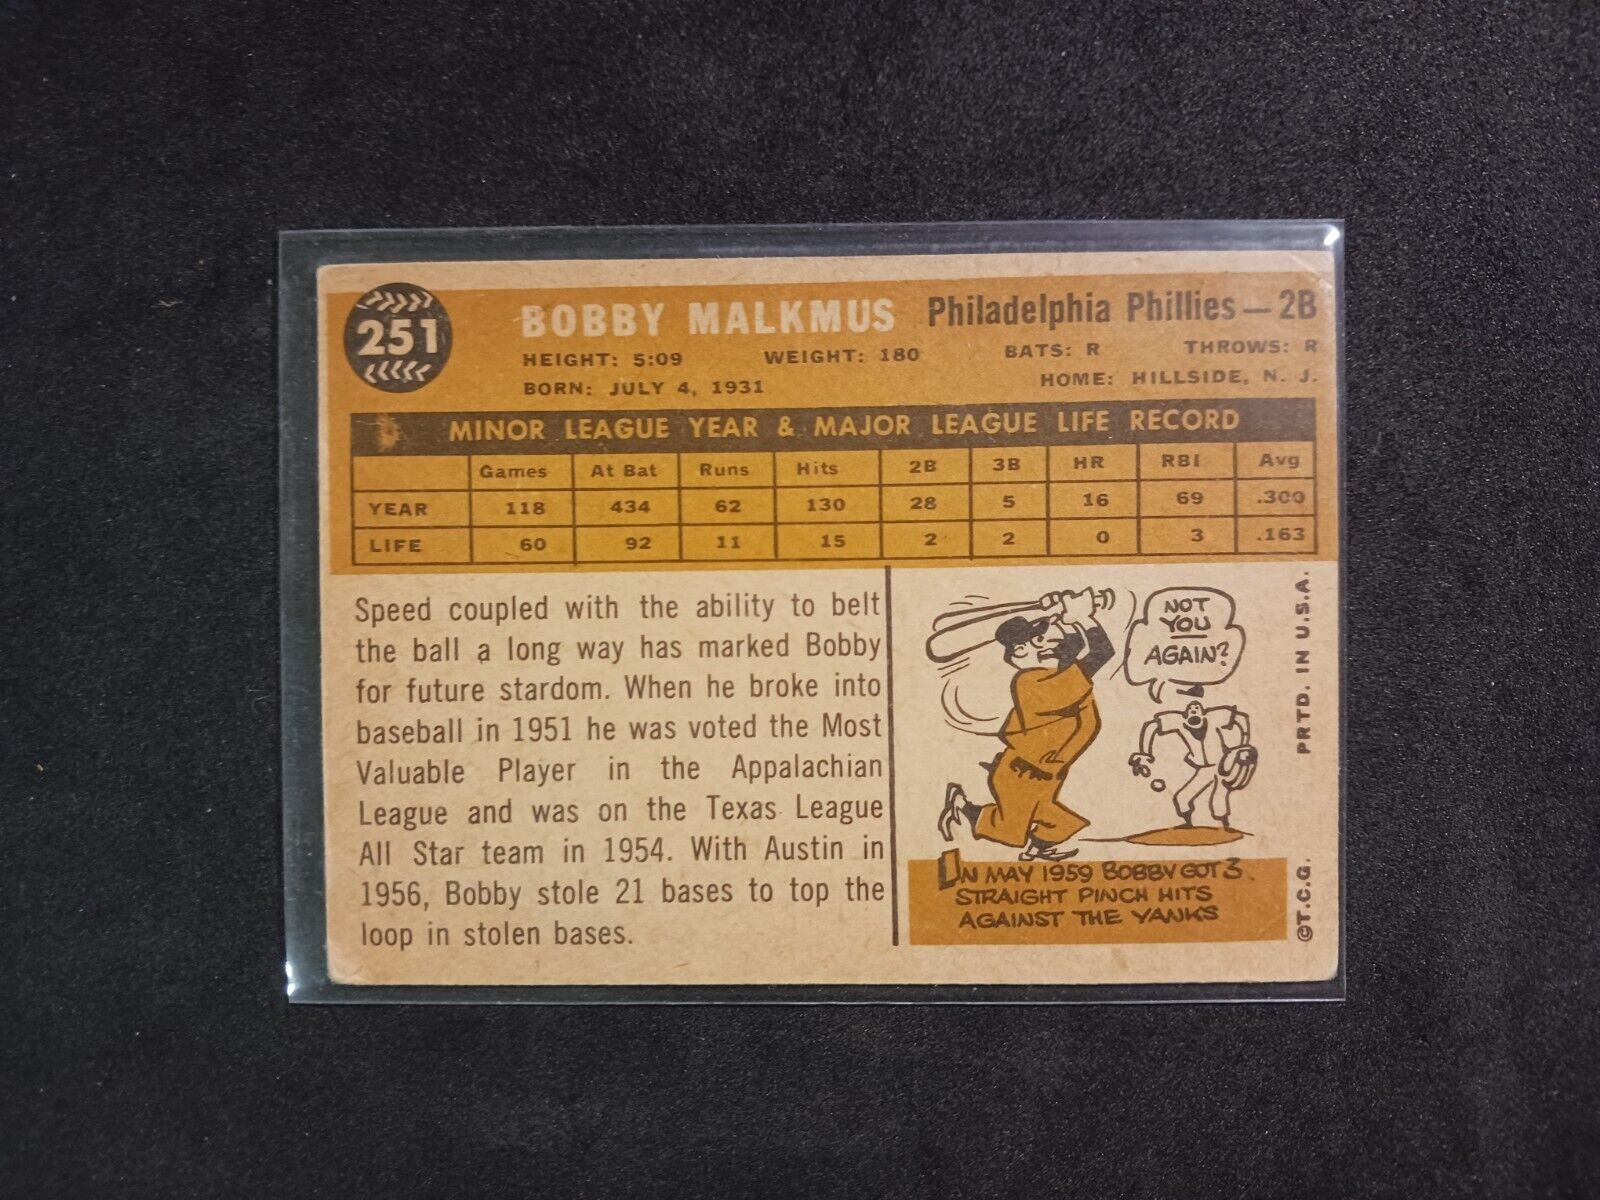 251
BOBBY MALKMUS Philadelphia Phillies—2B
HEIGHT: 5:09 WEIGHT: 180 BATS: R THROWS: R
BORN: JULY 4, 1931 HOME: HILLSIDE, N. J.
MINOR LEAGUE YEAR & MAJOR LEAGUE LIFE RECORD
Games At Bat Runs Hits 2B 3B HR RBI Avg
YEAR 118 434 62 130 28 5 16 69 .300
LIFE 60 92 11 15 2 2 0 3 .163
Speed coupled with the ability to belt
the ball a long way has marked Bobby
for future stardom. When he broke into
baseball in 1951 he was voted the Most
Valuable Player in the Appalachian
League and was on the Texas League
All Star team in 1954. With Austin in
1956, Bobby stole 21 bases to top the
loop in stolen bases.
NOT
YOU
AGAIN?
IN MAY 1959 BOBBY GOT 3
STRAIGHT PINCH HITS
AGAINST THE YANKS
©T.C.G. PRTD. IN U.S.A.